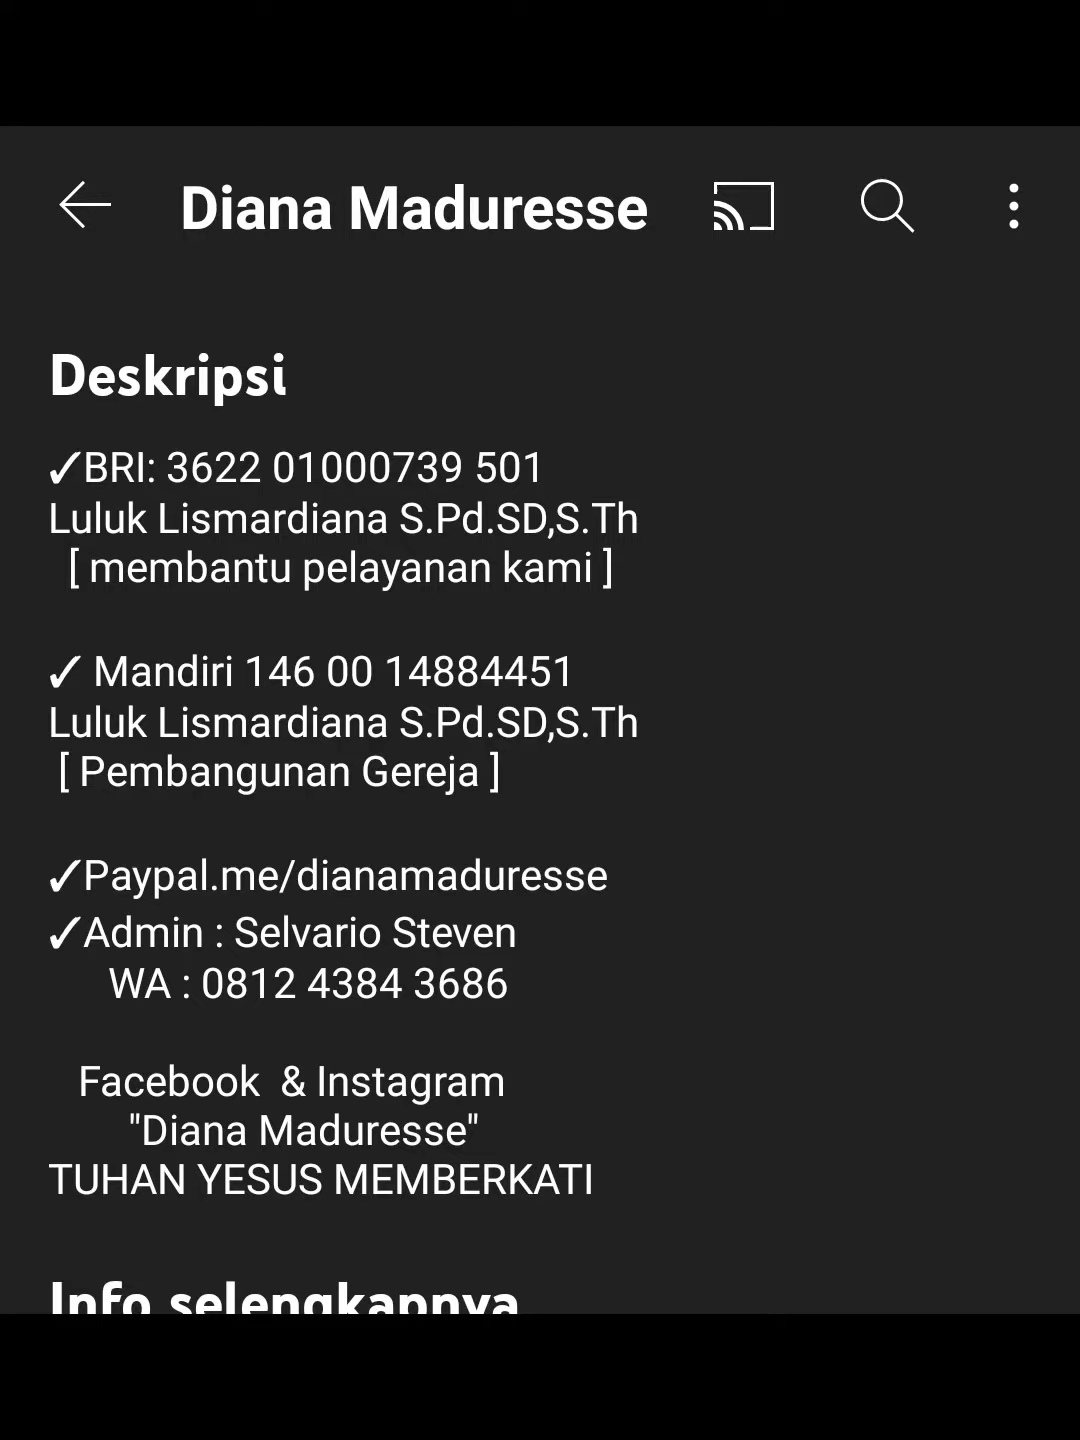 Diana Maduresse
Deskripsi
✓BRI: 3622 01000739 501
Luluk Lismardiana S.Pd.SD,S.Th
[ membantu pelayanan kami ]
✓ Mandiri 146 00 14884451
Luluk Lismardiana S.Pd.SD,S.Th
[ Pembangunan Gereja ]
✓Paypal.me/dianamaduresse
✓Admin : Selvario Steven
WA : 0812 4384 3686
Facebook & Instagram
"Diana Maduresse"
TUHAN YESUS MEMBERKATI
Info selengkapnya